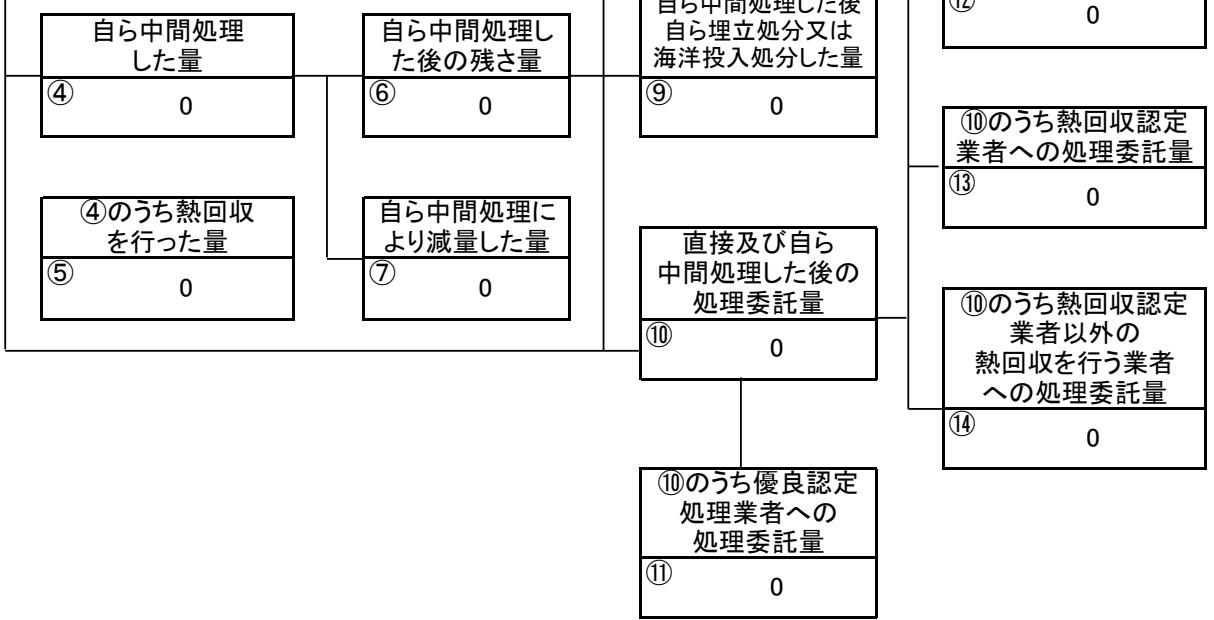 自ら中間処理
した量
④
0
自ら中間処理し
た後の残さ量
⑥
0
自ら中間処理した後
自ら埋立処分又は
海洋投入処分した量
⑨
0
⑫
0
⑩のうち熱回収認定
業者への処理委託量
⑬
0
④のうち熱回収
を行った量
⑤
0
自ら中間処理に
より減量した量
⑦
0
直接及び自ら
中間処理した後の
処理委託量
⑩
0
⑩のうち熱回収認定
業者以外の
熱回収を行う業者
への処理委託量
⑭
0
⑩のうち優良認定
処理業者への
処理委託量
⑪
0